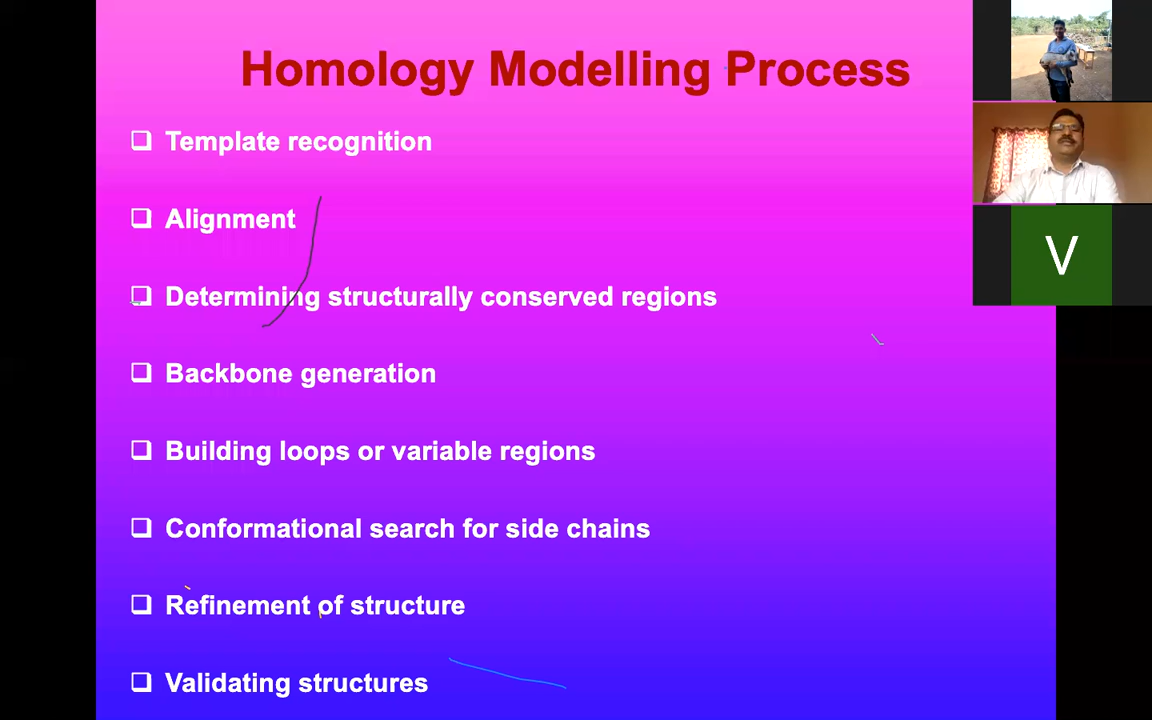 Homology Modelling Process
❑ Template recognition
❑ Alignment
❑ Determining structurally conserved regions
❑ Backbone generation
❑ Building loops or variable regions
❑ Conformational search for side chains
❑ Refinement of structure
❑ Validating structures
V